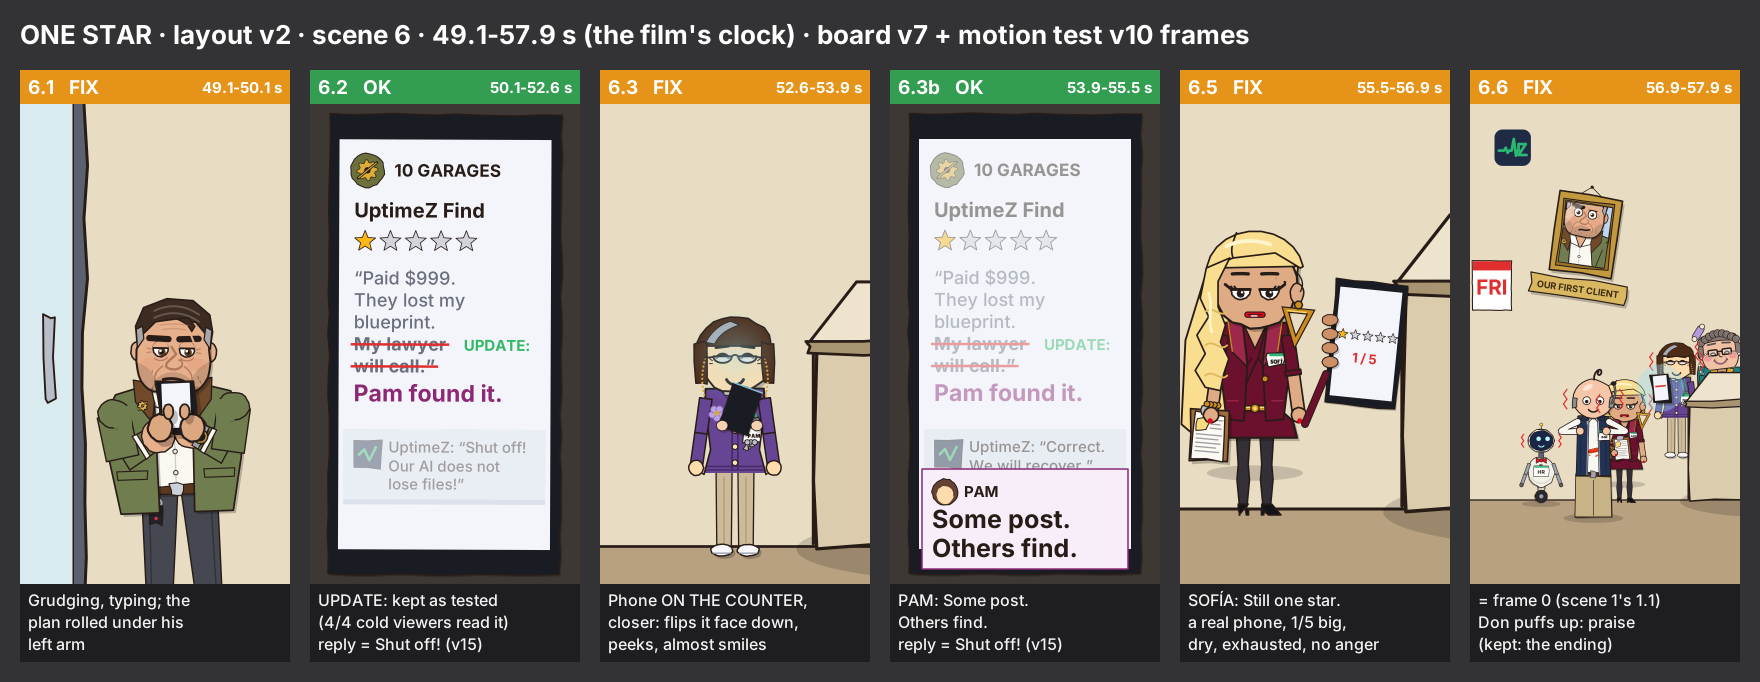 ONE STAR · layout v2 · scene 6 · 49.1-57.9 s (the film's clock) · board v7 + motion test v10 frames
6.1 FIX 49.1-50.1 s
Grudging, typing; the
plan rolled under his
left arm
6.2 OK 50.1-52.6 s
10 GARAGES
UptimeZ Find
“Paid $999.
They lost my
blueprint.
My lawyer UPDATE:
will call.”
Pam found it.
UptimeZ: “Shut off!
Our AI does not
lose files!”
UPDATE: kept as tested
(4/4 cold viewers read it)
reply = Shut off! (v15)
6.3 FIX 52.6-53.9 s
PAM
Phone ON THE COUNTER,
closer: flips it face down,
peeks, almost smiles
6.3b OK 53.9-55.5 s
10 GARAGES
UptimeZ Find
“Paid $999.
They lost my
blueprint.
My lawyer UPDATE:
will call.”
Pam found it.
UptimeZ: “Correct.
We will recover.”
PAM
Some post.
Others find.
PAM: Some post.
Others find.
reply = Shut off! (v15)
6.5 FIX 55.5-56.9 s
SOFÍ
1/5
SOFÍA: Still one star.
a real phone, 1/5 big,
dry, exhausted, no anger
6.6 FIX 56.9-57.9 s
FRI
OUR FIRST CLIENT
HR
= frame 0 (scene 1's 1.1)
Don puffs up: praise
(kept: the ending)